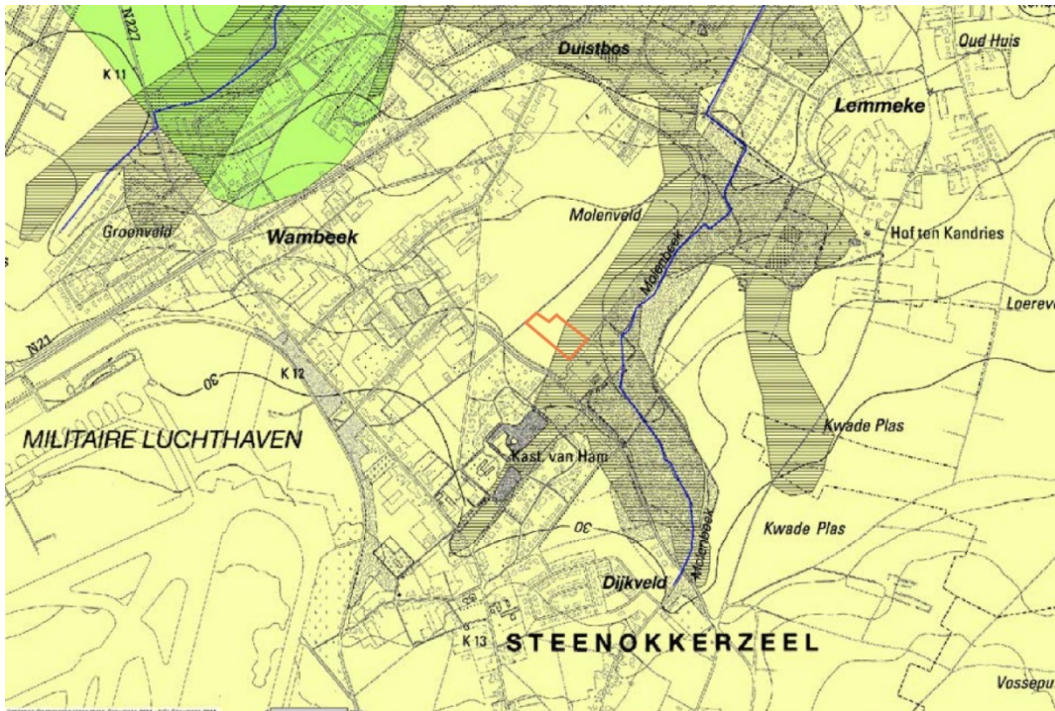 N227
Duistbos
Oud Huis
K 11
Lemmeke
Molenveld
Groenveld
Wambeek
Hof ten Kandries
Molenbeek
N21
K 12
30
MILITAIRE LUCHTHAVEN
Kwade Plas
Kast. van Ham
30
Kwade Plas
Molenbeek
Dijkveld
K 13
STEENOKKERZEEL